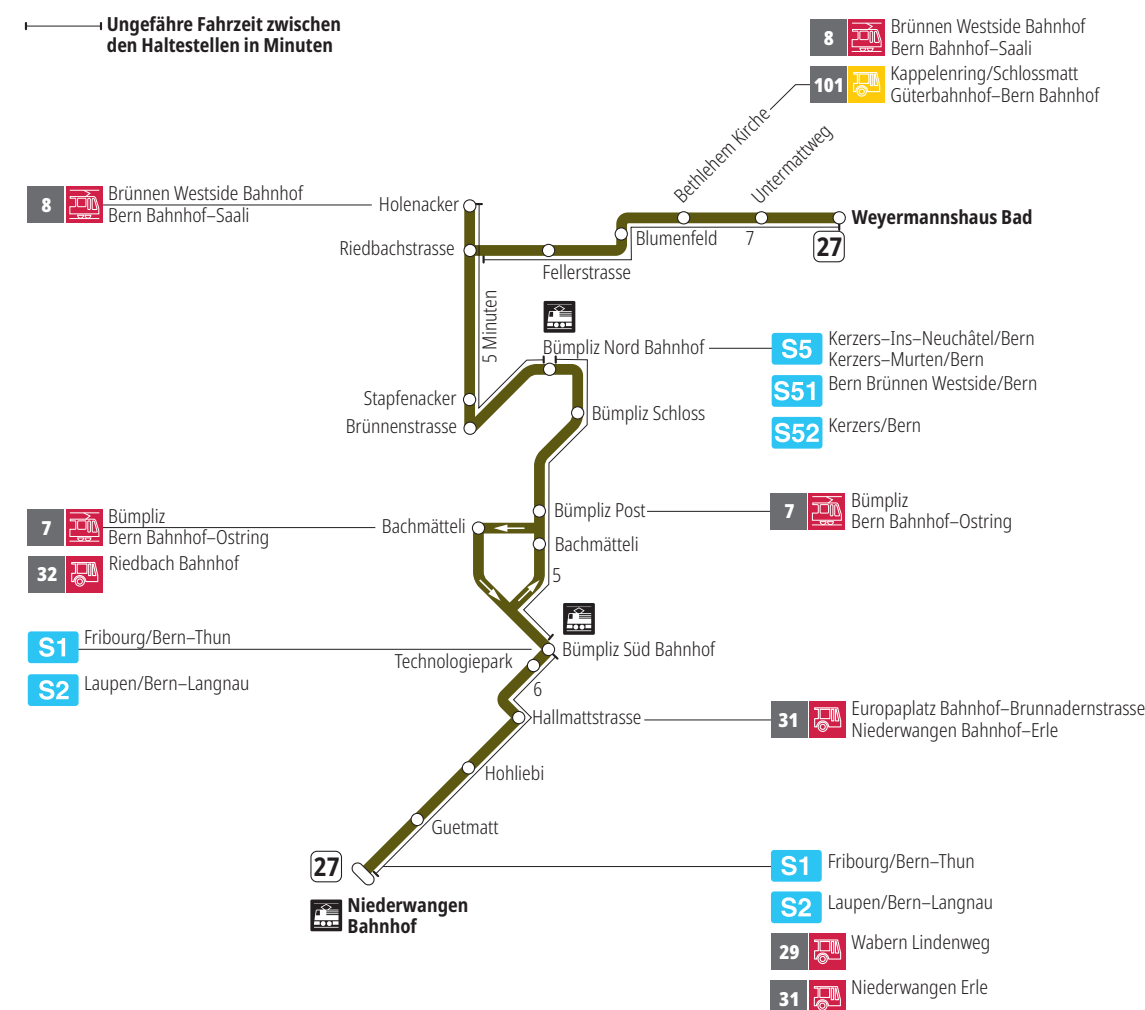 Ungefähre Fahrzeit zwischen
den Haltestellen in Minuten
8
Brünnen Westside Bahnhof
Bern Bahnhof–Saali
101
Kappelenring/Schlossmatt
Güterbahnhof–Bern Bahnhof
Bethlehem Kirche
Untermattweg
8
Brünnen Westside Bahnhof
Bern Bahnhof–Saali
Holenacker
Weyermannshaus Bad
27
Riedbachstrasse
Blumenfeld
7
Fellerstrasse
5 Minuten
Bümpliz Nord Bahnhof
S5
Kerzers–Ins–Neuchâtel/Bern
Kerzers–Murten/Bern
S51
Bern Brünnen Westside/Bern
S52
Kerzers/Bern
Stapfenacker
Brünnenstrasse
Bümpliz Schloss
7
Bümpliz
Bern Bahnhof–Ostring
32
Riedbach Bahnhof
Bachmätteli
Bümpliz Post
7
Bümpliz
Bern Bahnhof–Ostring
Bachmätteli
5
S1
Fribourg/Bern–Thun
S2
Laupen/Bern–Langnau
Bümpliz Süd Bahnhof
Technologiepark
6
Hallmattstrasse
31
Europaplatz Bahnhof–Brunnadernstrasse
Niederwangen Bahnhof–Erle
Hohliebi
Guetmatt
27
Niederwangen
Bahnhof
S1
Fribourg/Bern–Thun
S2
Laupen/Bern–Langnau
29
Wabern Lindenweg
31
Niederwangen Erle